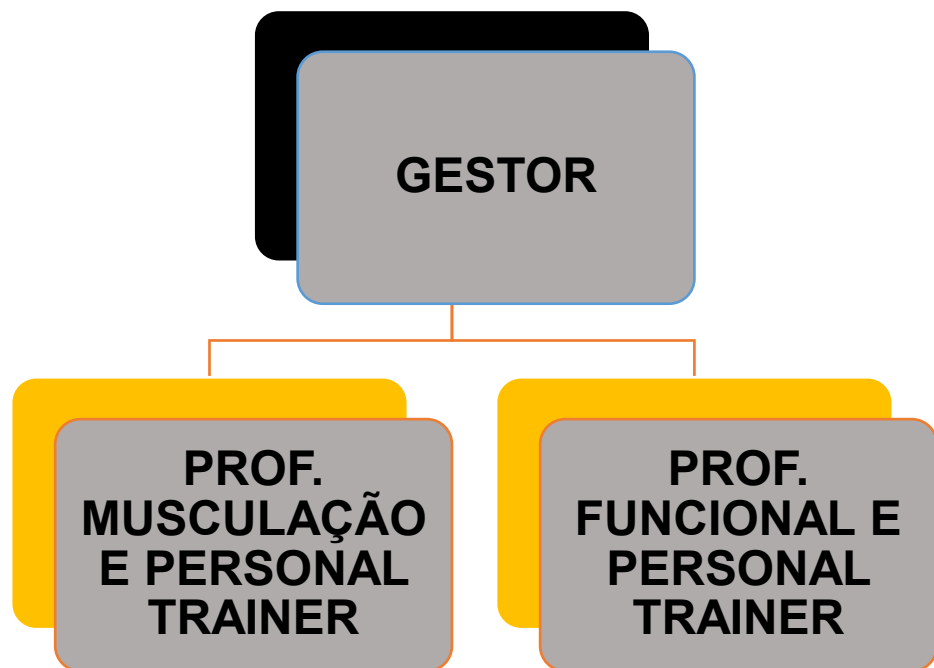 GESTOR
PROF.
MUSCULAÇÃO
E PERSONAL
TRAINER
PROF.
FUNCIONAL E
PERSONAL
TRAINER